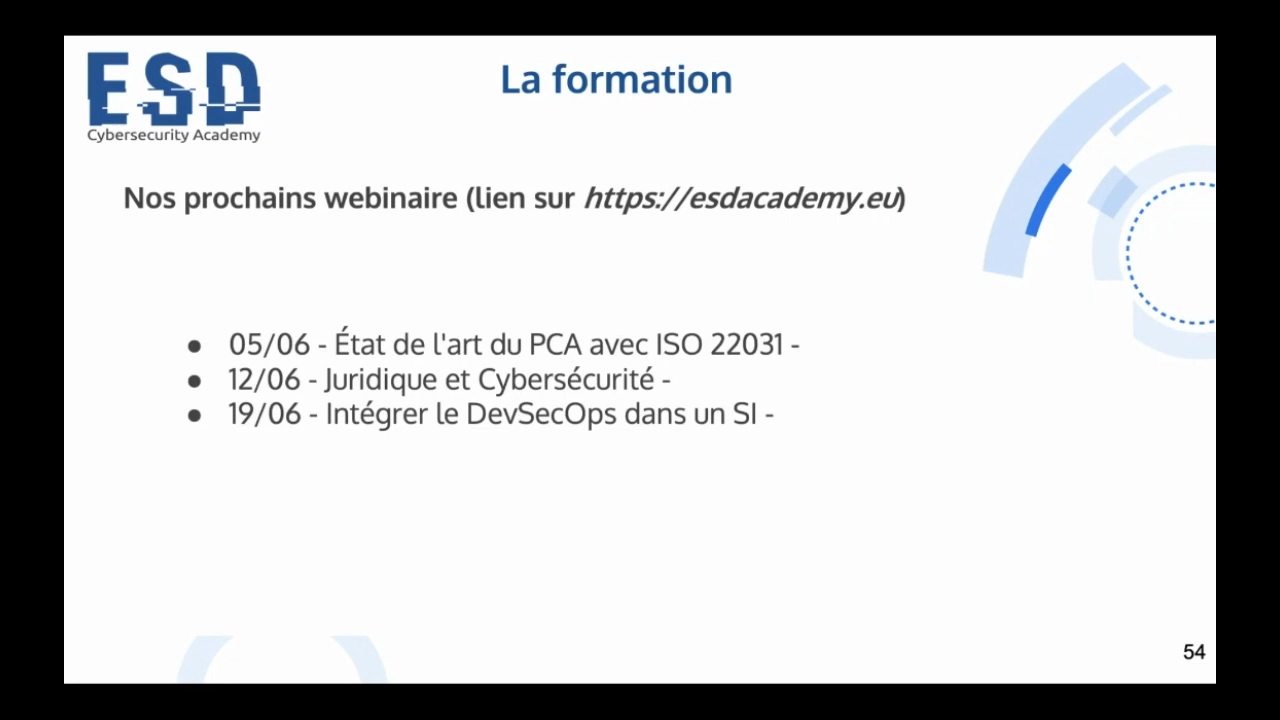 ESD
Cybersecurity Academy
La formation
Nos prochains webinaire (lien sur https://esdacademy.eu)
● 05/06 - État de l'art du PCA avec ISO 22031 -
● 12/06 - Juridique et Cybersécurité -
● 19/06 - Intégrer le DevSecOps dans un SI -
54